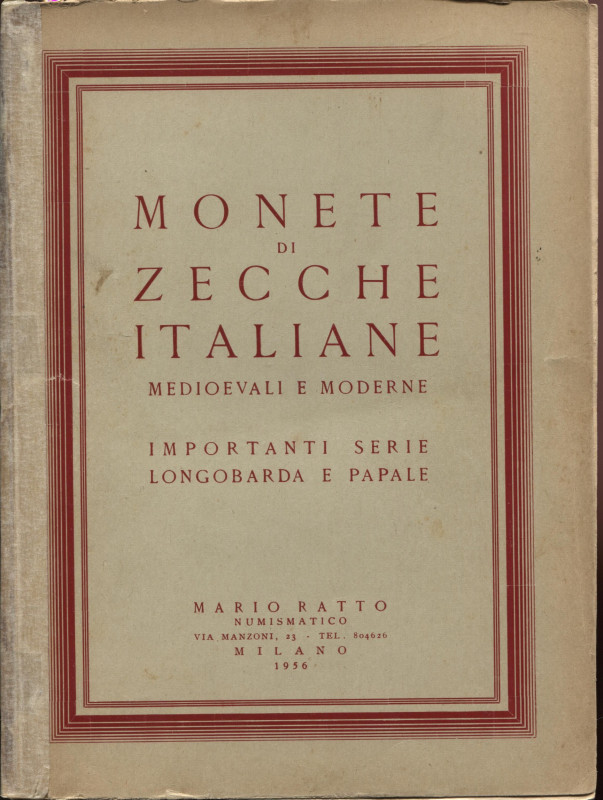 MONETE
DI
ZECCHE
ITALIANE
MEDIOEVALI E MODERNE
IMPORTANTI SERIE
LONGOBARDA E PAPALE
MARIO RATTO
NUMISMATICO
VIA MANZONI, 23 - TEL. 804626
MILANO
1956